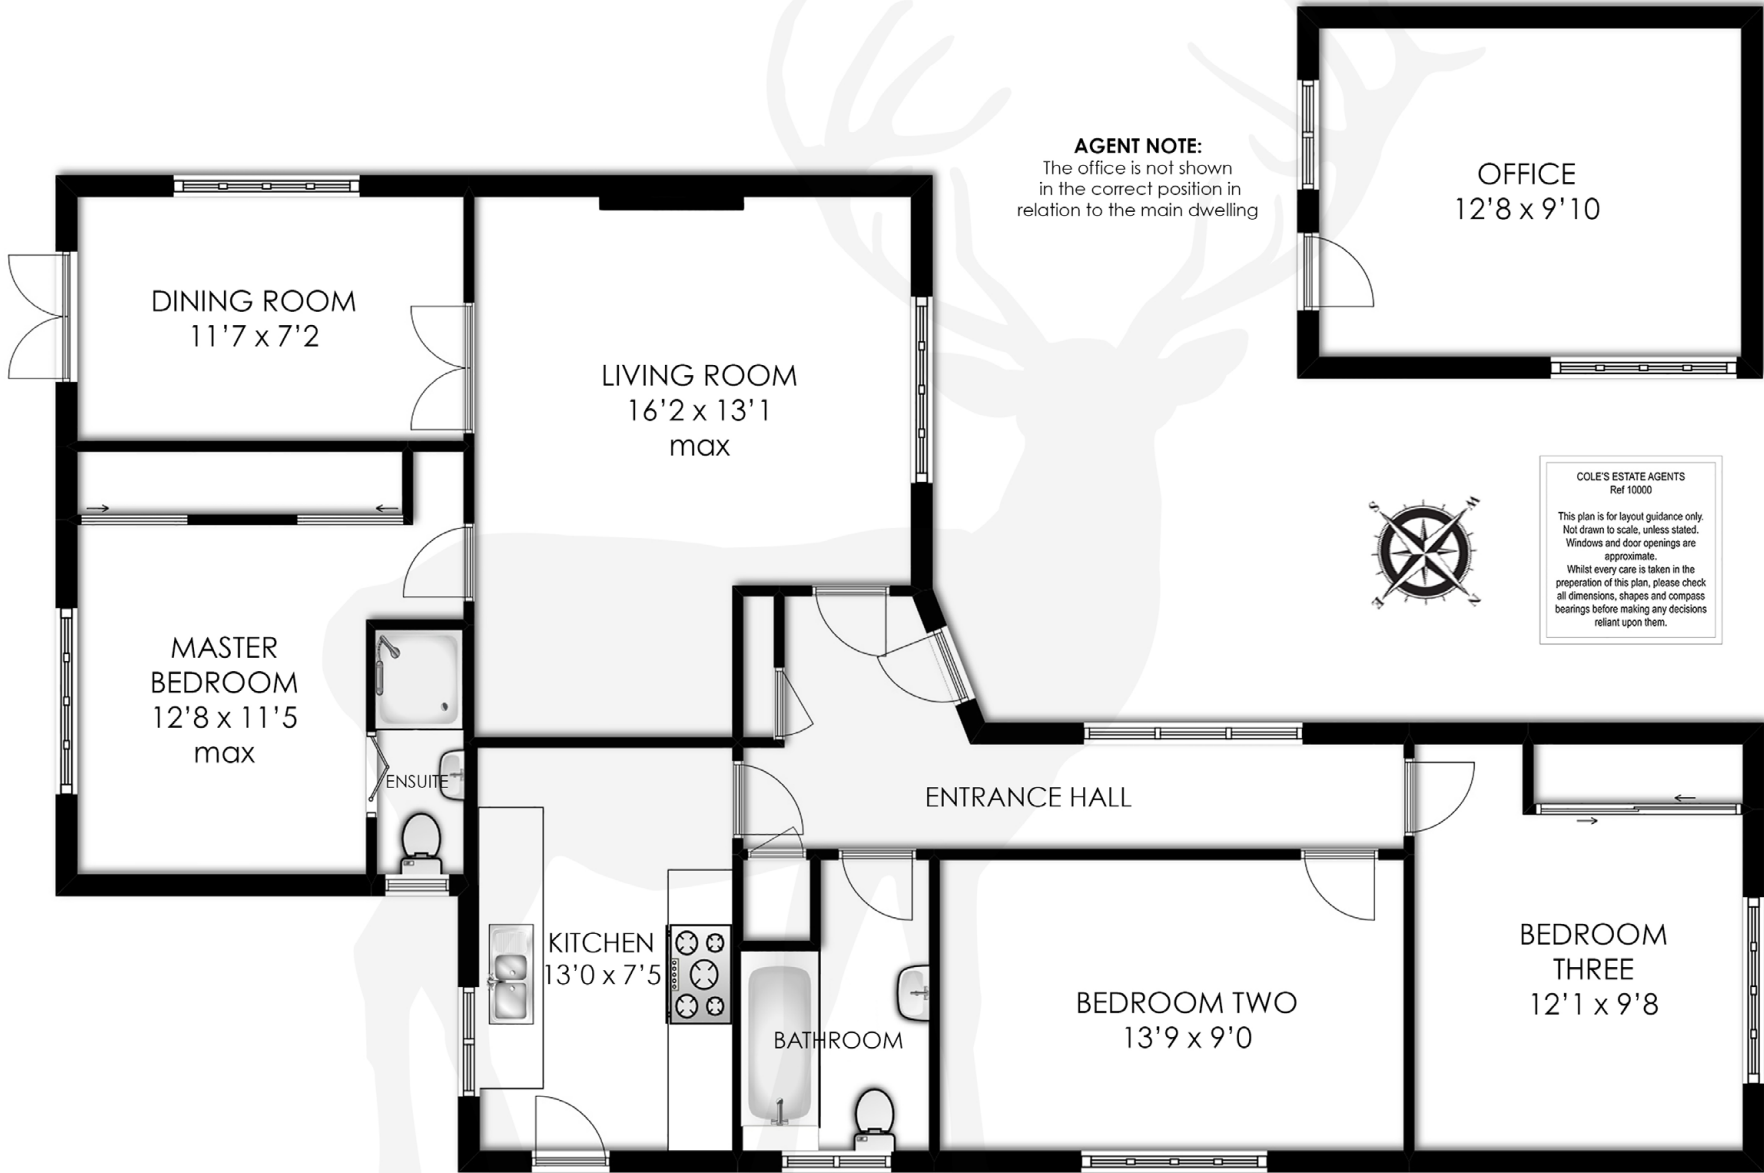 AGENT NOTE:
The office is not shown
in the correct position in
relation to the main dwelling
OFFICE
12'8 x 9'10
DINING ROOM
11'7 x 7'2
LIVING ROOM
16'2 x 13'1
max
COLE'S ESTATE AGENTS
Ref 10000
This plan is for layout guidance only.
Not drawn to scale, unless stated.
Windows and door openings are
approximate.
Whilst every care is taken in the
preperation of this plan, please check
all dimensions, shapes and compass
bearings before making any decisions
reliant upon them.
S
W
E
N
MASTER
BEDROOM
12'8 x 11'5
max
ENSUITE
ENTRANCE HALL
KITCHEN
13'0 x 7'5
BATHROOM
BEDROOM TWO
13'9 x 9'0
BEDROOM
THREE
12'1 x 9'8